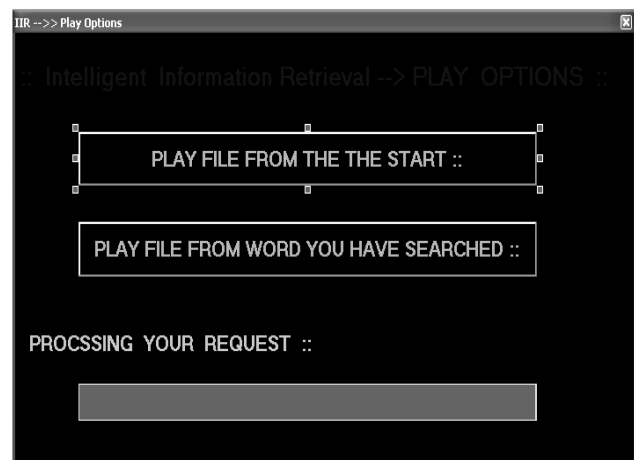 IIR -->> Play Options
:: Intelligent Information Retrieval --> PLAY OPTIONS ::
PLAY FILE FROM THE THE START ::
PLAY FILE FROM WORD YOU HAVE SEARCHED ::
PROCSSING YOUR REQUEST ::